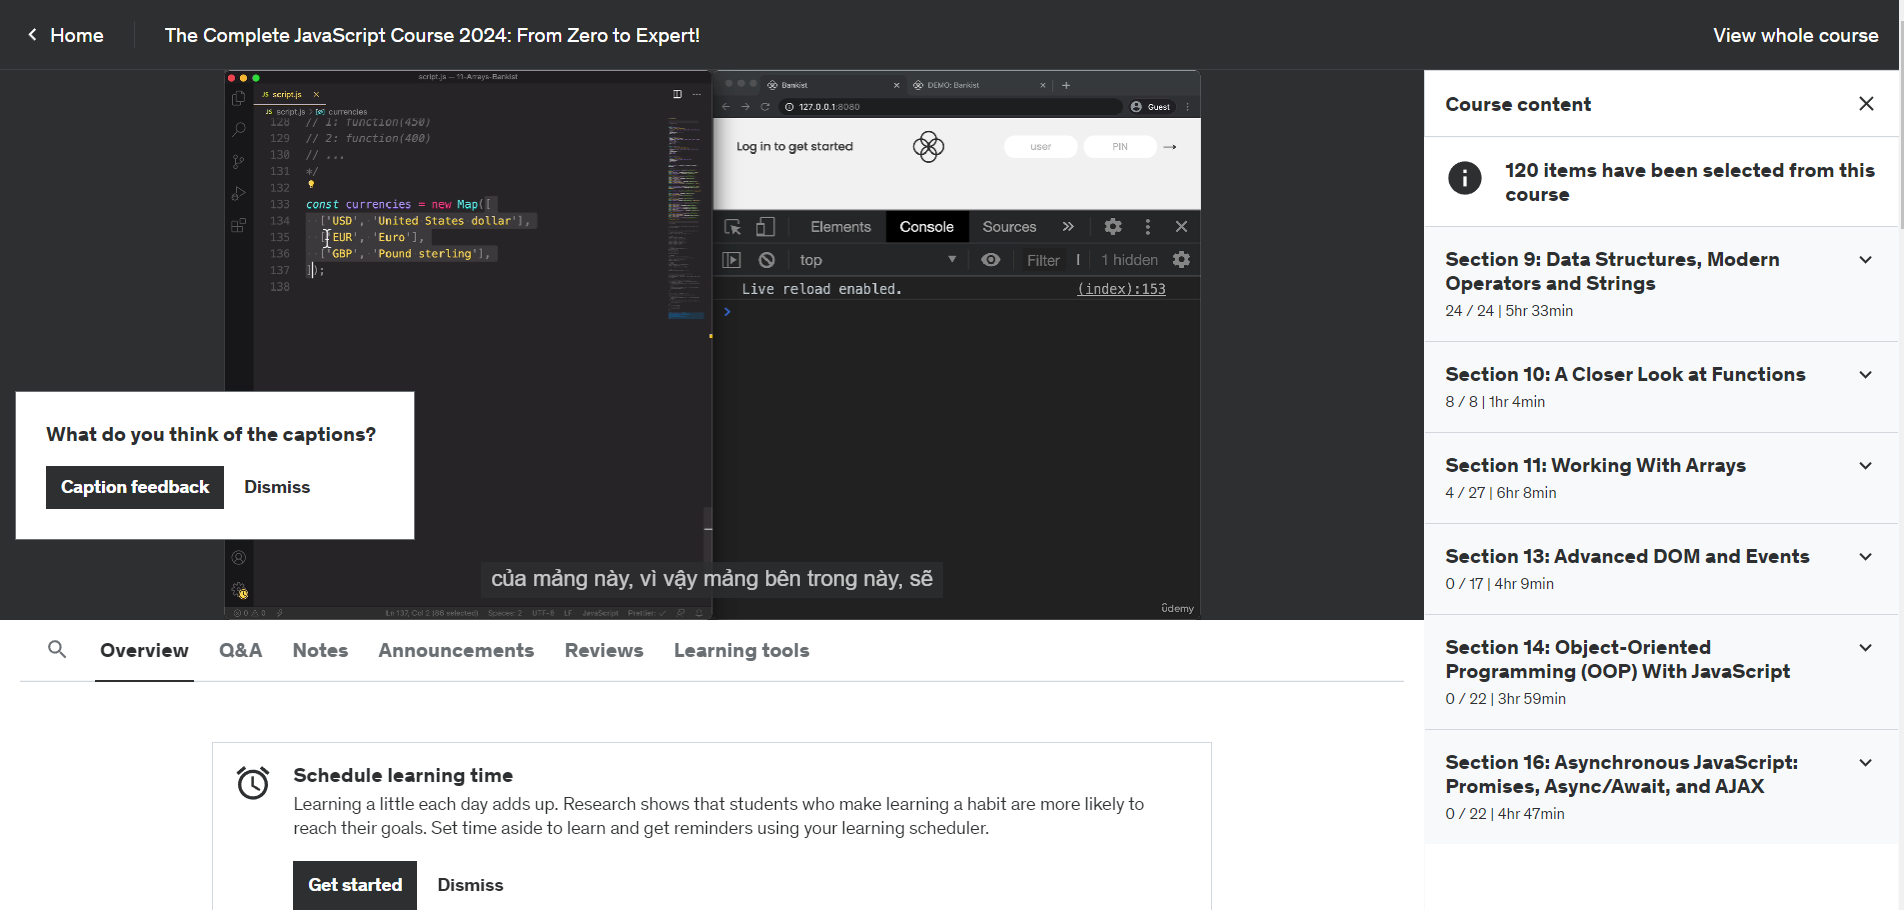 Home
The Complete JavaScript Course 2024: From Zero to Expert!
View whole course
script.js — 11-Arrays-Bankist
JS script.js ×
JS script.js > currencies
128 // 1: function(450)
129 // 2: function(400)
130 // ...
131 */
132
133 const currencies = new Map([
134 ['USD', 'United States dollar'],
135 ['EUR', 'Euro'],
136 ['GBP', 'Pound sterling'],
137 ]);
138
Ln 137, Col 2 (88 selected) Spaces: 2 UTF-8 LF JavaScript Prettier: ✓
Bankist
DEMO: Bankist
127.0.0.1:8080
Guest
Log in to get started
user
PIN
Elements
Console
Sources
top
Filter
1 hidden
Live reload enabled.
(index):153
What do you think of the captions?
Caption feedback
Dismiss
của mảng này, vì vậy mảng bên trong này, sẽ
ûdemy
Course content
120 items have been selected from this
course
Section 9: Data Structures, Modern
Operators and Strings
24 / 24 | 5hr 33min
Section 10: A Closer Look at Functions
8 / 8 | 1hr 4min
Section 11: Working With Arrays
4 / 27 | 6hr 8min
Section 13: Advanced DOM and Events
0 / 17 | 4hr 9min
Section 14: Object-Oriented
Programming (OOP) With JavaScript
0 / 22 | 3hr 59min
Section 16: Asynchronous JavaScript:
Promises, Async/Await, and AJAX
0 / 22 | 4hr 47min
Overview
Q&A
Notes
Announcements
Reviews
Learning tools
Schedule learning time
Learning a little each day adds up. Research shows that students who make learning a habit are more likely to
reach their goals. Set time aside to learn and get reminders using your learning scheduler.
Get started
Dismiss